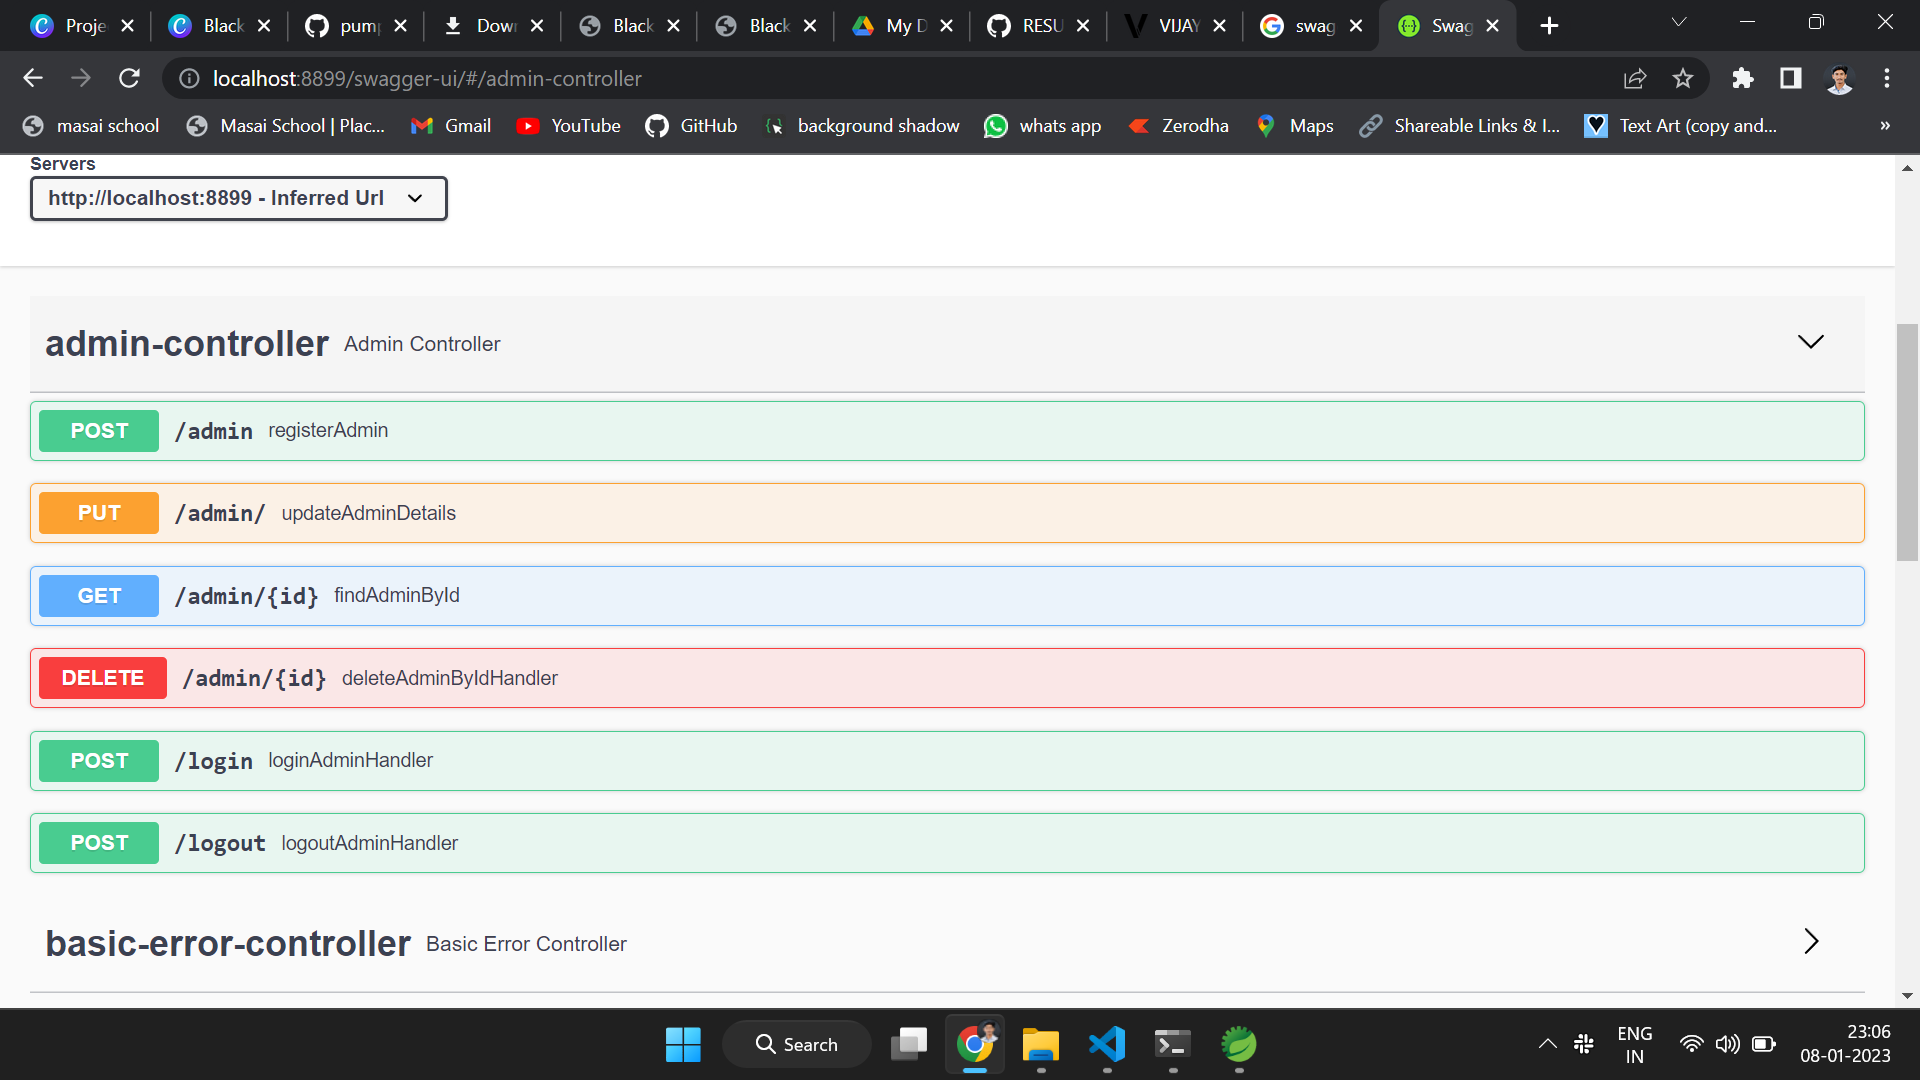 Proje
Black
pump
Down
Black
Black
My D
RESU
VIJAY
swag
Swag
localhost:8899/swagger-ui/#/admin-controller
masai school
Masai School | Plac...
Gmail
YouTube
GitHub
background shadow
whats app
Zerodha
Maps
Shareable Links & I...
Text Art (copy and...
»
Servers
http://localhost:8899 - Inferred Url
admin-controller Admin Controller
POST /admin registerAdmin
PUT /admin/ updateAdminDetails
GET /admin/{id} findAdminById
DELETE /admin/{id} deleteAdminByIdHandler
POST /login loginAdminHandler
POST /logout logoutAdminHandler
basic-error-controller Basic Error Controller
Search
ENG
IN
23:06
08-01-2023